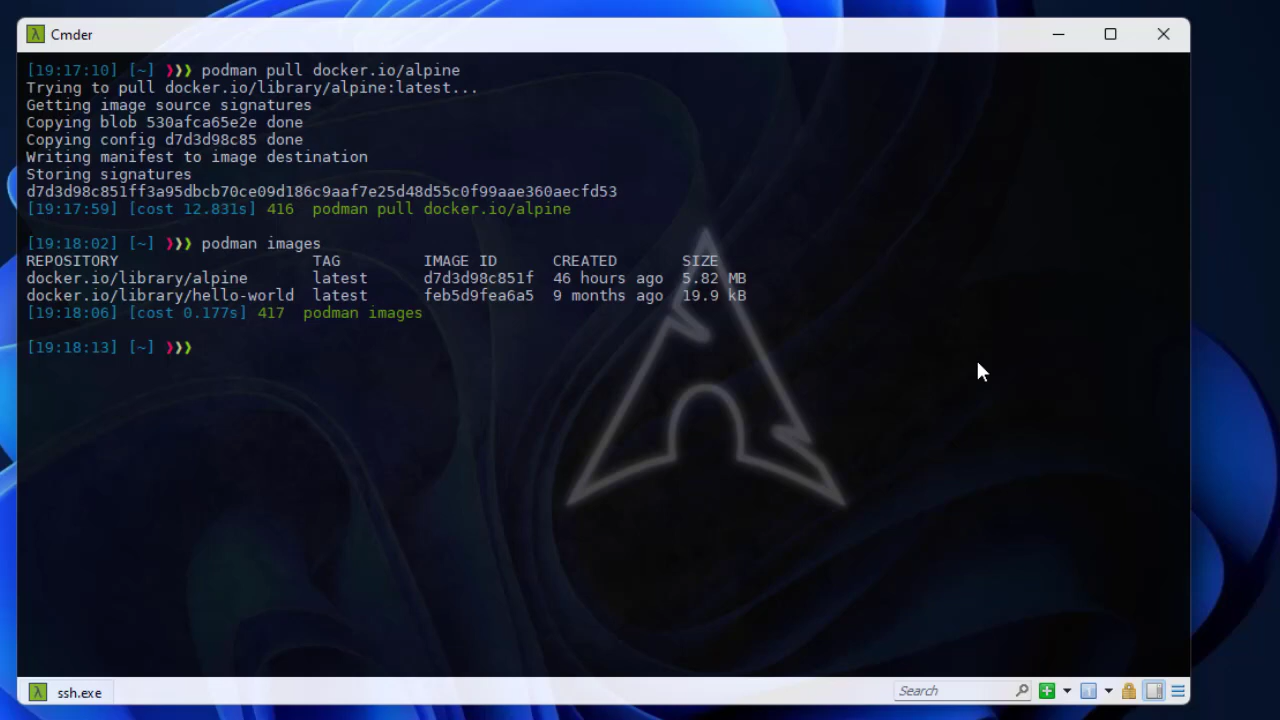 Cmder
[19:17:10] [~] ❯❯❯ podman pull docker.io/alpine
Trying to pull docker.io/library/alpine:latest...
Getting image source signatures
Copying blob 530afca65e2e done
Copying config d7d3d98c85 done
Writing manifest to image destination
Storing signatures
d7d3d98c851ff3a95dbcb70ce09d186c9aaf7e25d48d55c0f99aae360aecfd53
[19:17:59] [cost 12.831s] 416  podman pull docker.io/alpine
[19:18:02] [~] ❯❯❯ podman images
REPOSITORY                     TAG         IMAGE ID      CREATED       SIZE
docker.io/library/alpine       latest      d7d3d98c851f  46 hours ago  5.82 MB
docker.io/library/hello-world  latest      feb5d9fea6a5  9 months ago  19.9 kB
[19:18:06] [cost 0.177s] 417  podman images
[19:18:13] [~] ❯❯❯
ssh.exe
Search